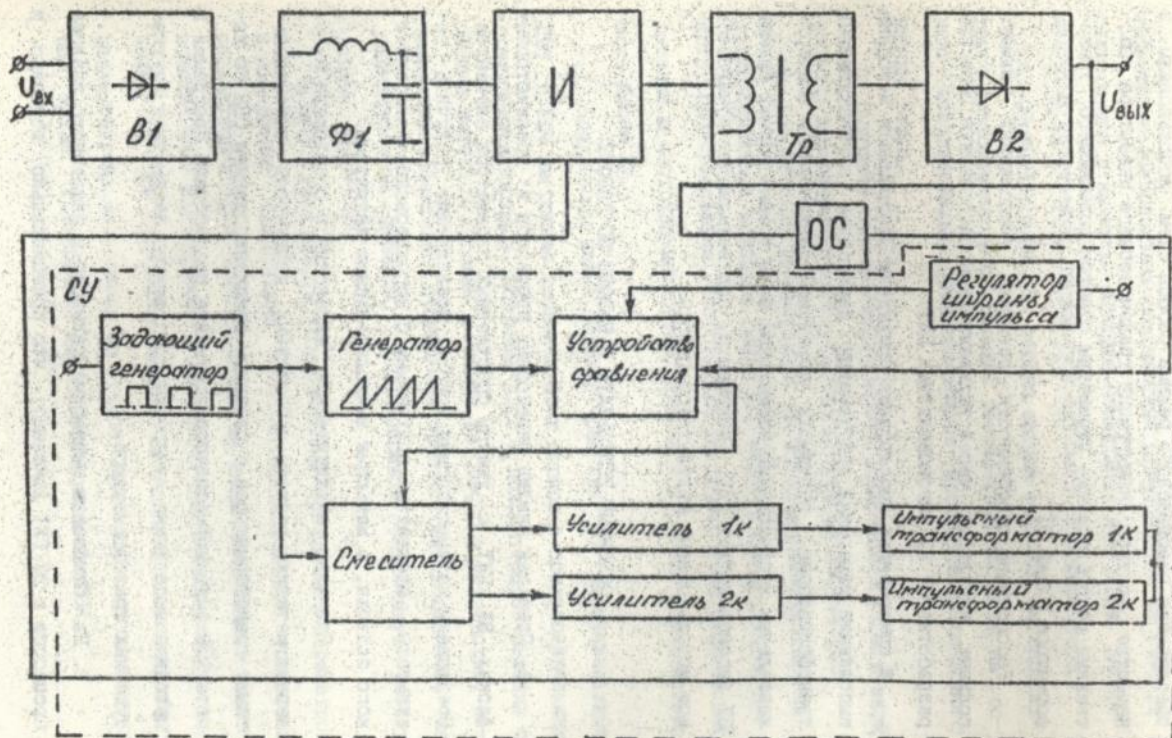 Uвх
В1
Ф1
И
Тр
В2
Uвых
ОС
СУ
Регулятор
ширины
импульса
Задающий
генератор
Генератор
Устройство
сравнения
Смеситель
Усилитель 1к
Импульсный
трансформатор 1к
Усилитель 2к
Импульсный
трансформатор 2к